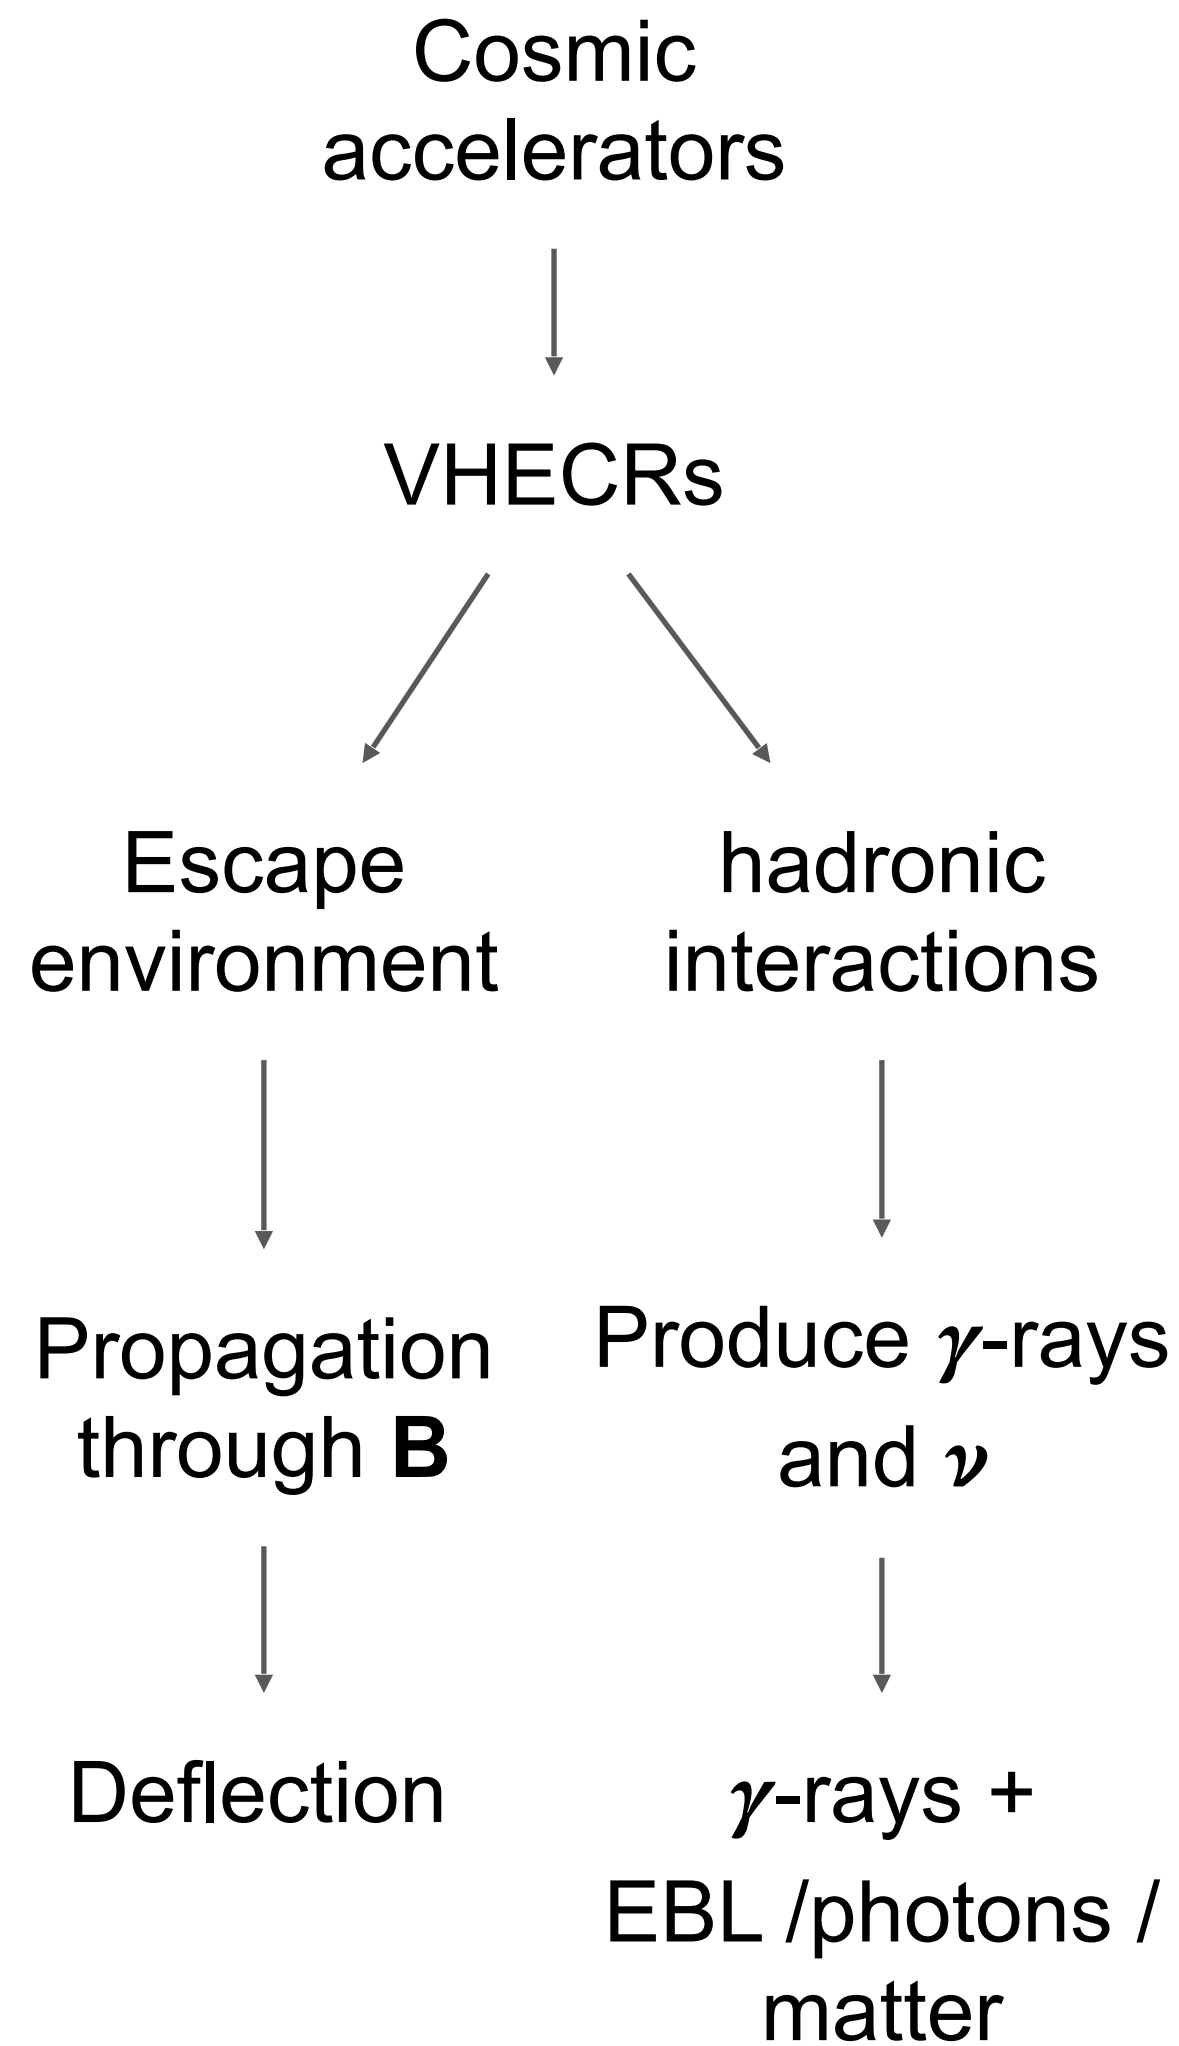 Cosmic
accelerators
VHECRs
Escape
environment
hadronic
interactions
Propagation
through B
Produce γ-rays
and ν
Deflection
γ-rays +
EBL /photons /
matter